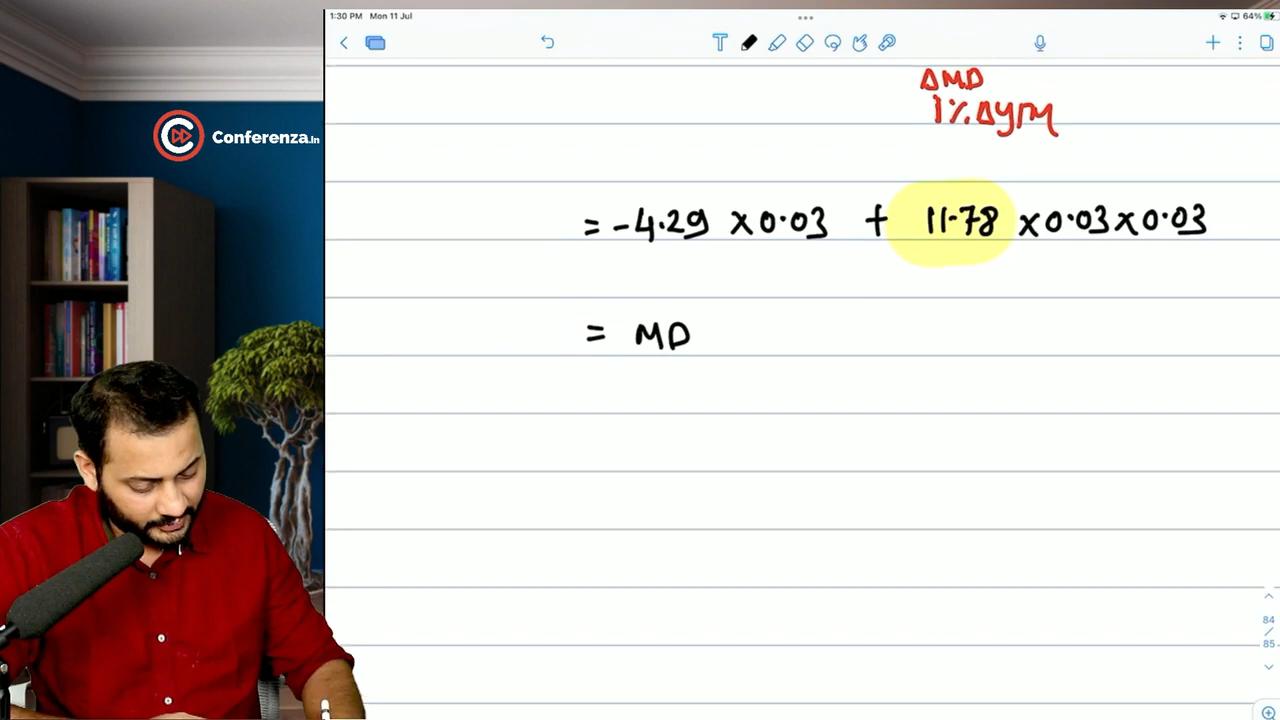 1:30 PM Mon 11 Jul
64%
Conferenza.in
ΔMD
1% Δytm
= -4.29 × 0.03 + 11.78 × 0.03 × 0.03
= MD
84
/
85